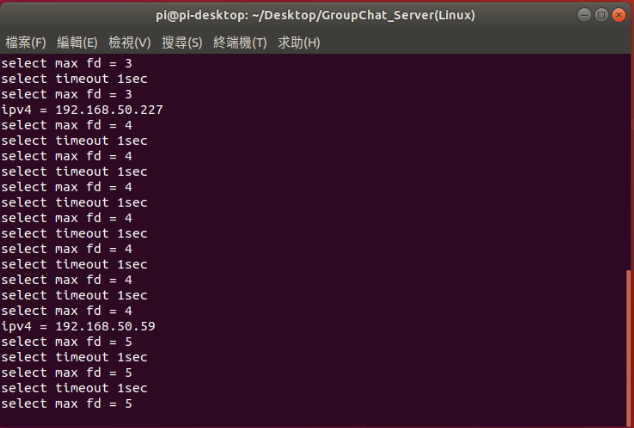 pi@pi-desktop: ~/Desktop/GroupChat_Server(Linux)
檔案(F) 編輯(E) 檢視(V) 搜尋(S) 終端機(T) 求助(H)
select max fd = 3
select timeout 1sec
select max fd = 3
ipv4 = 192.168.50.227
select max fd = 4
select timeout 1sec
select max fd = 4
select timeout 1sec
select max fd = 4
select timeout 1sec
select max fd = 4
select timeout 1sec
select max fd = 4
select timeout 1sec
select max fd = 4
select timeout 1sec
select max fd = 4
ipv4 = 192.168.50.59
select max fd = 5
select timeout 1sec
select max fd = 5
select timeout 1sec
select max fd = 5